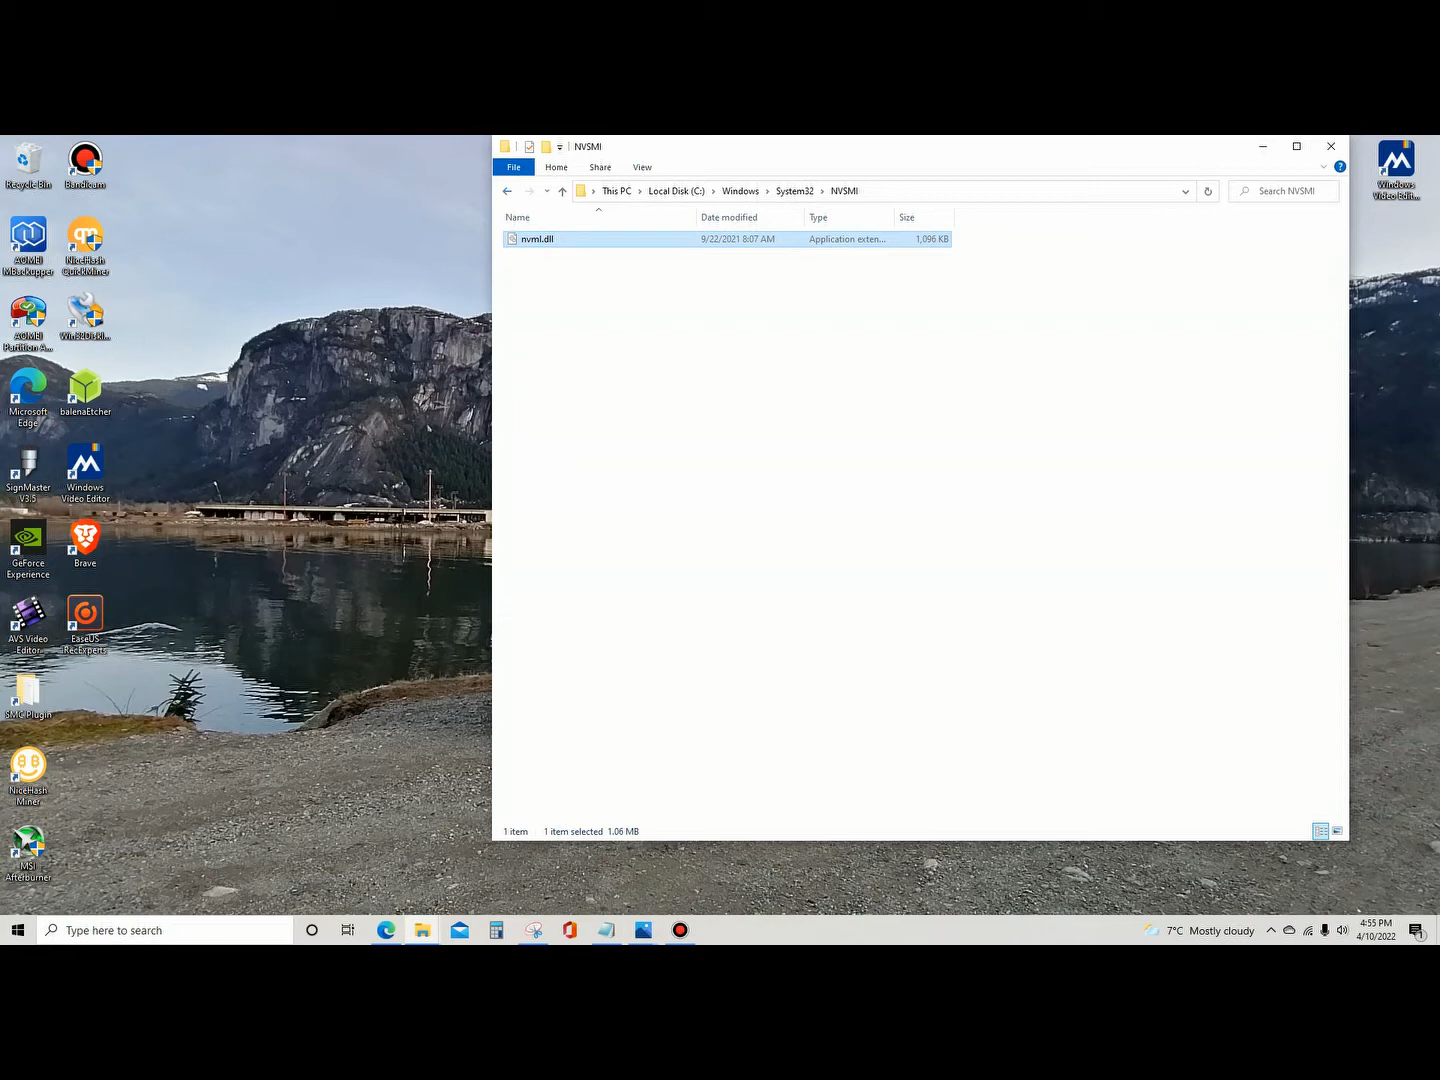 Recycle Bin
Bandicam
AOMEI
MBackupper
NiceHash
QuickMiner
AOMEI
Partition A...
Win32DiskI...
Microsoft
Edge
balenaEtcher
SignMaster
V3.5
Windows
Video Editor
GeForce
Experience
Brave
AVS Video
Editor
EaseUS
RecExperts
SMC Plugin
NiceHash
Miner
MSI
Afterburner
NVSMI
File
Home
Share
View
This PC
Local Disk (C:)
Windows
System32
NVSMI
Search NVSMI
Name
Date modified
Type
Size
nvml.dll
9/22/2021 8:07 AM
Application exten...
1,096 KB
1 item
1 item selected 1.06 MB
Windows
Video Edit...
Type here to search
7°C Mostly cloudy
4:55 PM
4/10/2022
1